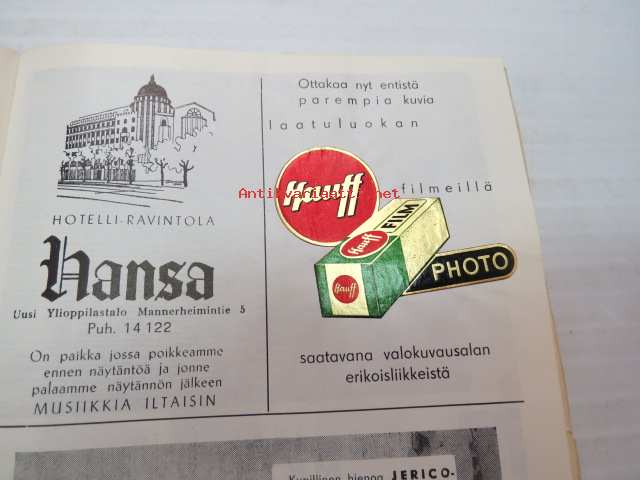 HOTELLI-RAVINTOLA
Hansa
Uusi Ylioppilastalo Mannerheimintie 5
Puh. 14 122
On paikka jossa poikkeamme
ennen näytäntöä ja jonne
palaamme näytännön jälkeen
MUSIIKKIA ILTAISIN
Ottakaa nyt entistä
parempia kuvia
laatuluokan
Hauff
filmeillä
Hauff
FILM
Hauff
PHOTO
saatavana valokuvausalan
erikoisliikkeistä
Antikvariaatti.net
Kunillinen hienoa JERICO-